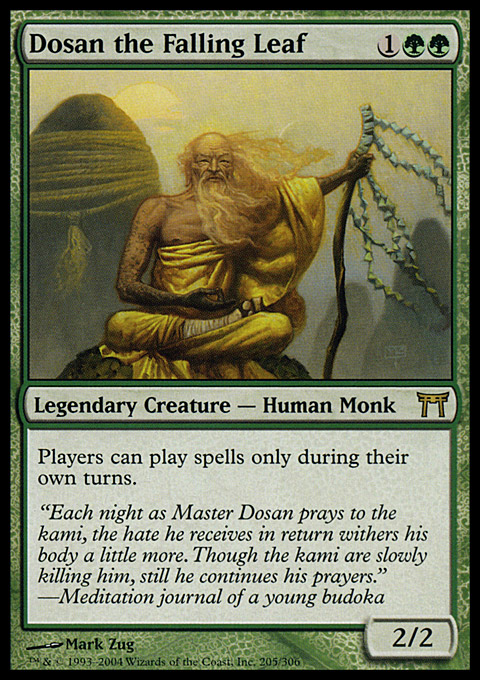 Dosan the Falling Leaf 1
Legendary Creature — Human Monk
Players can play spells only during their
own turns.
“Each night as Master Dosan prays to the
kami, the hate he receives in return withers his
body a little more. Though the kami are slowly
killing him, still he continues his prayers.”
—Meditation journal of a young budoka
2/2
Mark Zug
™ & © 1993–2004 Wizards of the Coast, Inc. 205/306